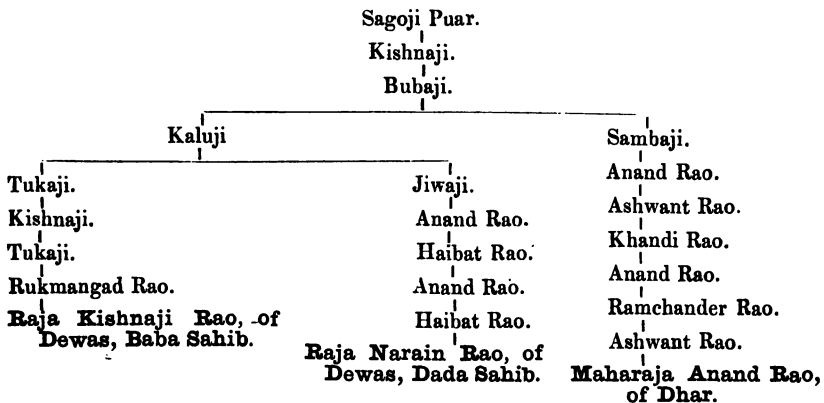 Sagoji Puar.
Kishnaji.
Bubaji.
Kaluji
Sambaji.
Tukaji.
Kishnaji.
Tukaji.
Rukmangad Rao.
Raja Kishnaji Rao, of
Dewas, Baba Sahib.
Jiwaji.
Anand Rao.
Haibat Rao.
Anand Rao.
Haibat Rao.
Raja Narain Rao, of
Dewas, Dada Sahib.
Anand Rao.
Ashwant Rao.
Khandi Rao.
Anand Rao.
Ramchander Rao.
Ashwant Rao.
Maharaja Anand Rao,
of Dhar.